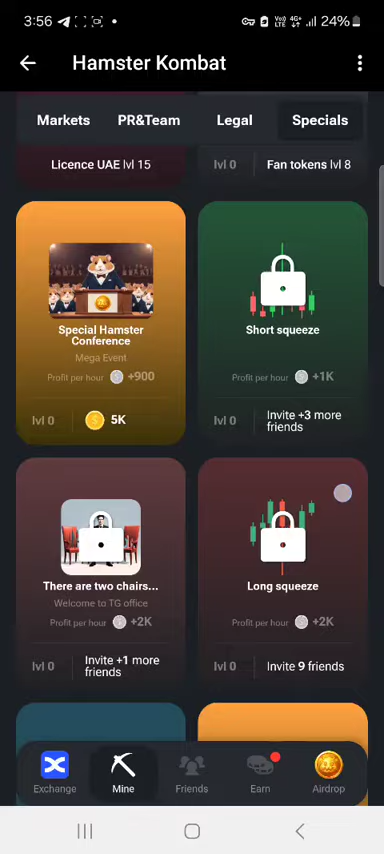 3:56
Vo)) LTE 4G+ 24%
Hamster Kombat
Markets PR&Team Legal Specials
Licence UAE lvl 15
lvl 0 Fan tokens lvl 8
Special Hamster
Conference
Mega Event
Profit per hour +900
lvl 0 5K
Short squeeze
Profit per hour +1K
lvl 0 Invite +3 more
friends
There are two chairs...
Welcome to TG office
Profit per hour +2K
lvl 0 Invite +1 more
friends
Long squeeze
Profit per hour +2K
lvl 0 Invite 9 friends
Exchange Mine Friends Earn Airdrop